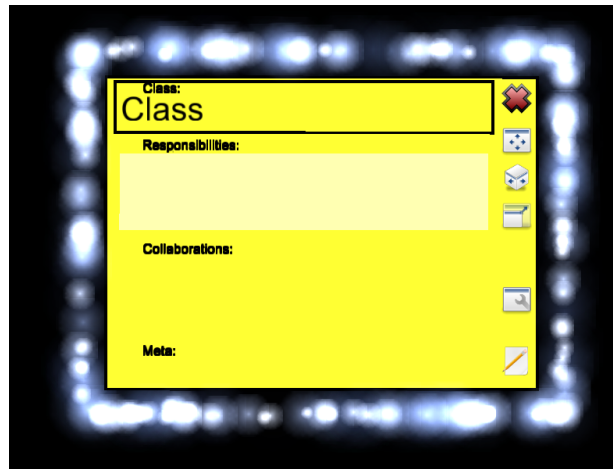 Class:
Class
Responsibilities:
Collaborations:
Meta: